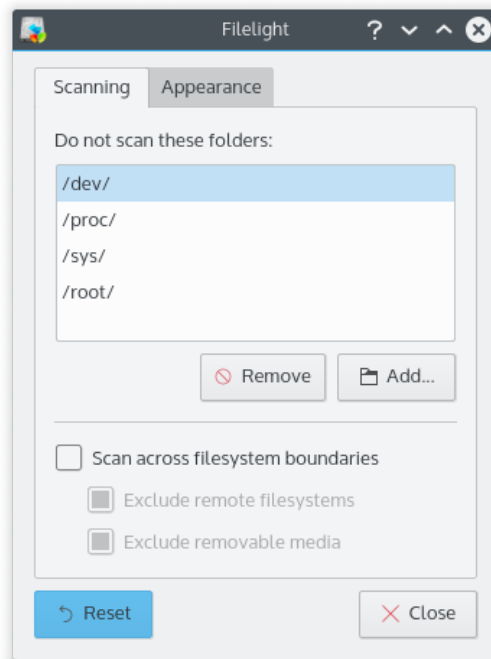 Filelight
Scanning Appearance
Do not scan these folders:
/dev/
/proc/
/sys/
/root/
Remove Add...
Scan across filesystem boundaries
Exclude remote filesystems
Exclude removable media
Reset Close